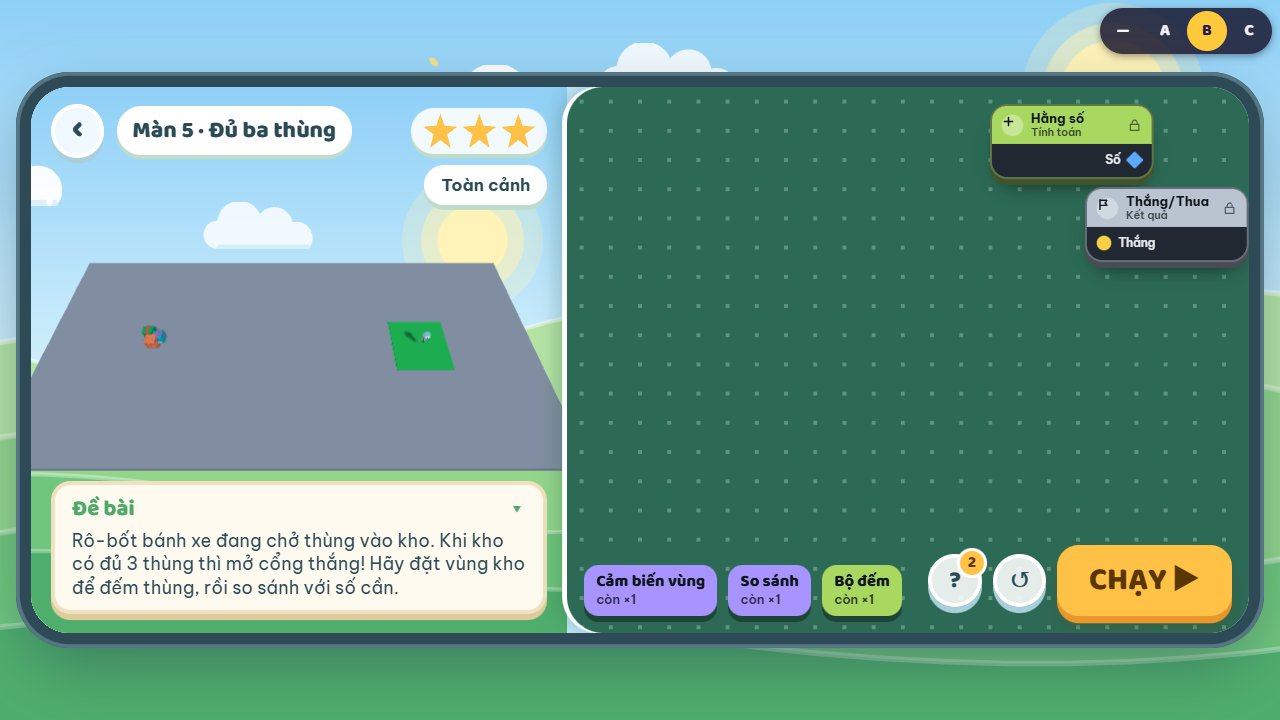 — A B C
Màn 5 • Đủ ba thùng
Toàn cảnh
Hằng số
Tính toán
Số
Thắng/Thua
Kết quả
Thắng
Đề bài
Rô-bốt bánh xe đang chở thùng vào kho. Khi kho
có đủ 3 thùng thì mở cổng thắng! Hãy đặt vùng kho
để đếm thùng, rồi so sánh với số cần.
Cảm biến vùng
còn ×1
So sánh
còn ×1
Bộ đếm
còn ×1
?
2
CHẠY